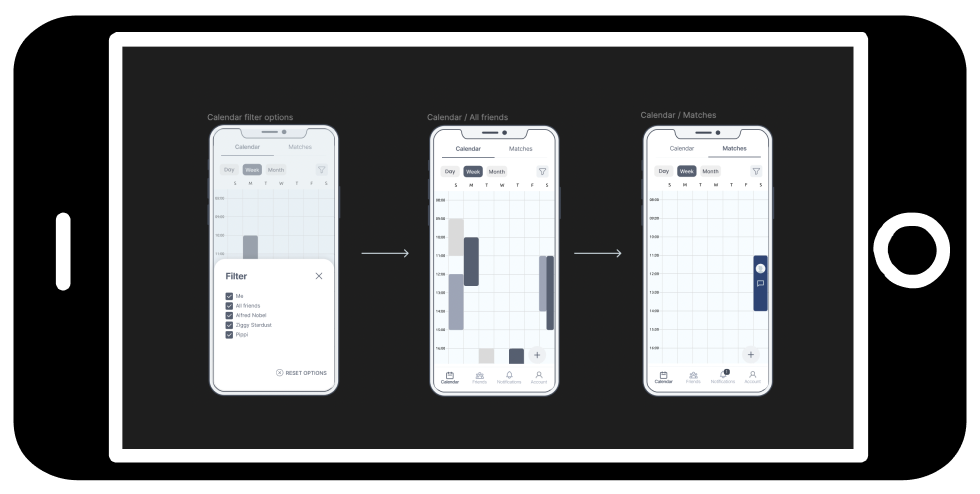 Calendar filter options
Calendar Matches
Day Week Month
S M T W T F S
08:00
09:00
10:00
11:00
Filter
Me
All friends
Alfred Nobel
Ziggy Stardust
Pippi
RESET OPTIONS
Calendar / All friends
Calendar Matches
Day Week Month
S M T W T F S
08:00
09:00
10:00
11:00
12:00
13:00
14:00
15:00
16:00
Calendar Friends Notifications Account
Calendar / Matches
Calendar Matches
Day Week Month
S M T W T F S
08:00
09:00
10:00
11:00
12:00
13:00
14:00
15:00
16:00
1
Calendar Friends Notifications Account